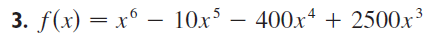 3. f(x) = x⁶ − 10x⁵ − 400x⁴ + 2500x³